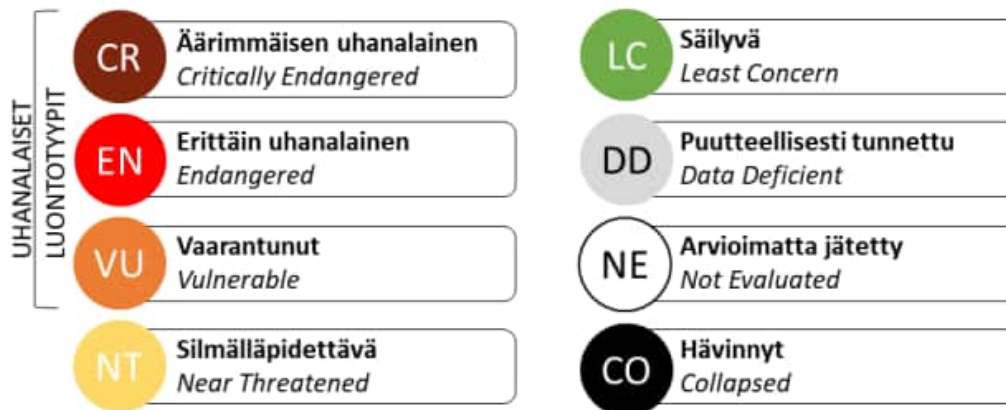 UHANALAISET
LUONTOTYYPIT
CR
Äärimmäisen uhanalainen
Critically Endangered
EN
Erittäin uhanalainen
Endangered
VU
Vaarantunut
Vulnerable
NT
Silmälläpidettävä
Near Threatened
LC
Säilyvä
Least Concern
DD
Puutteellisesti tunnettu
Data Deficient
NE
Arvioimatta jätetty
Not Evaluated
CO
Hävinnyt
Collapsed